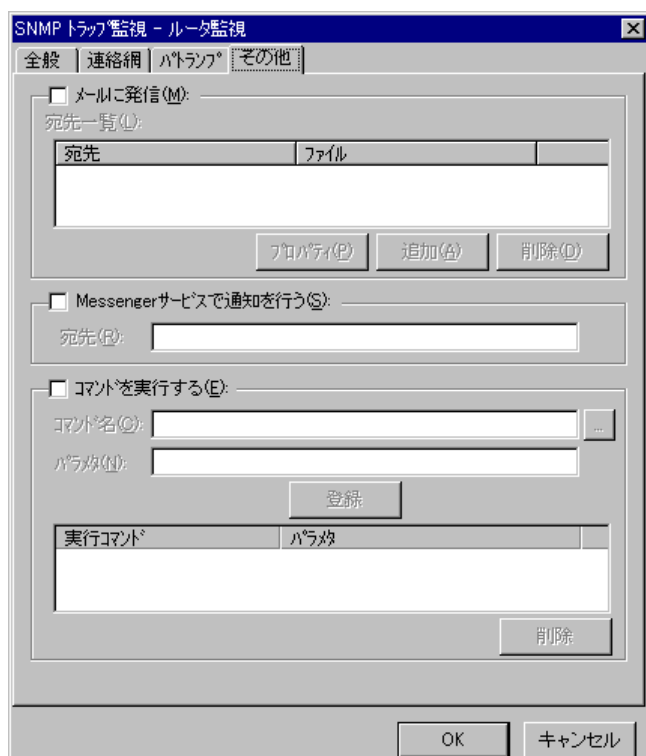 SNMP トラップ監視 - ルータ監視
全般 連絡網 パトランプ その他
メールに発信(M):
宛先一覧(L):
宛先 ファイル
プロパティ(P) 追加(A) 削除(D)
Messengerサービスで通知を行う(S):
宛先(R):
コマンドを実行する(E):
コマンド名(C): ...
パラメタ(N):
登録
実行コマンド パラメタ
削除
OK キャンセル